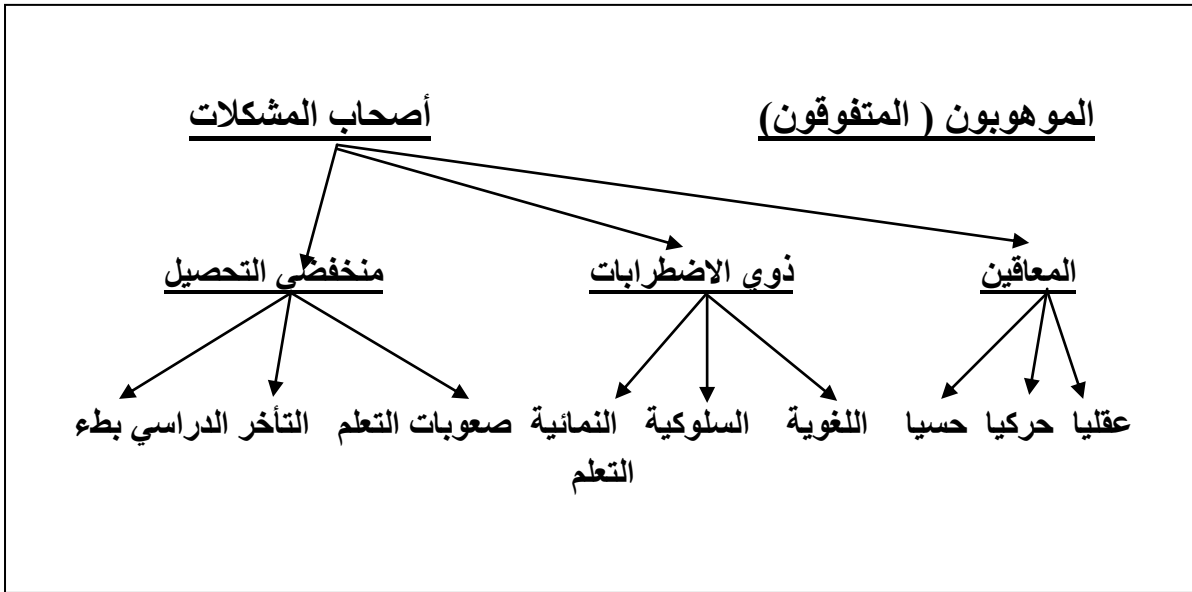 الموهوبون ( المتفوقون) أصحاب المشكلات
المعاقين ذوي الاضطرابات منخفضي التحصيل
عقليا حركيا حسيا اللغوية السلوكية النمائية صعوبات التعلم التأخر الدراسي بطء
التعلم